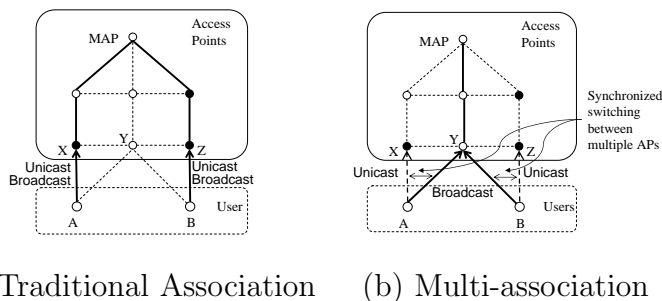 Access
Points
MAP
X
Y
Z
Unicast
Broadcast
Unicast
Broadcast
User
A
B
Traditional Association
Access
Points
MAP
Synchronized
switching
between
multiple APs
X
Y
Z
Unicast
Broadcast
Unicast
Users
A
B
(b) Multi-association